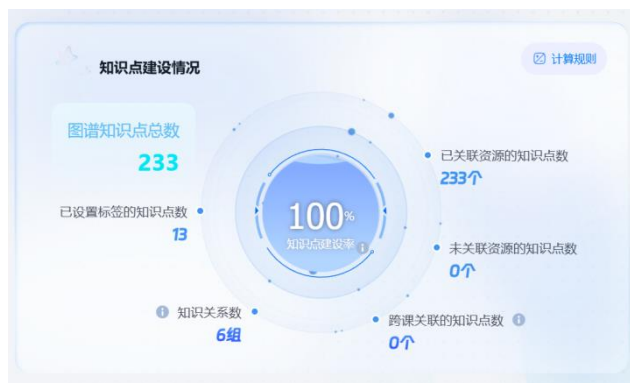 知识点建设情况
计算规则
图谱知识点总数
233
已关联资源的知识点数
233个
已设置标签的知识点数
13
100%
知识点建设率
未关联资源的知识点数
0个
知识关系数
6组
跨课关联的知识点数
0个